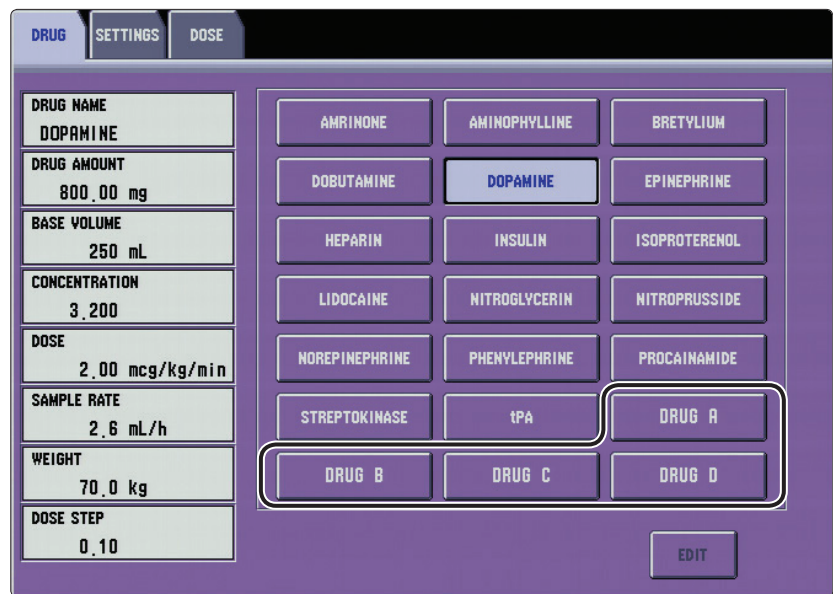 DRUG SETTINGS DOSE
DRUG NAME
DOPAMINE
DRUG AMOUNT
800.00 mg
BASE VOLUME
250 mL
CONCENTRATION
3.200
DOSE
2.00 mcg/kg/min
SAMPLE RATE
2.6 mL/h
WEIGHT
70.0 kg
DOSE STEP
0.10
AMRINONE AMINOPHYLLINE BRETYLIUM
DOBUTAMINE DOPAMINE EPINEPHRINE
HEPARIN INSULIN ISOPROTERENOL
LIDOCAINE NITROGLYCERIN NITROPRUSSIDE
NOREPINEPHRINE PHENYLEPHRINE PROCAINAMIDE
STREPTOKINASE tPA DRUG A
DRUG B DRUG C DRUG D
EDIT